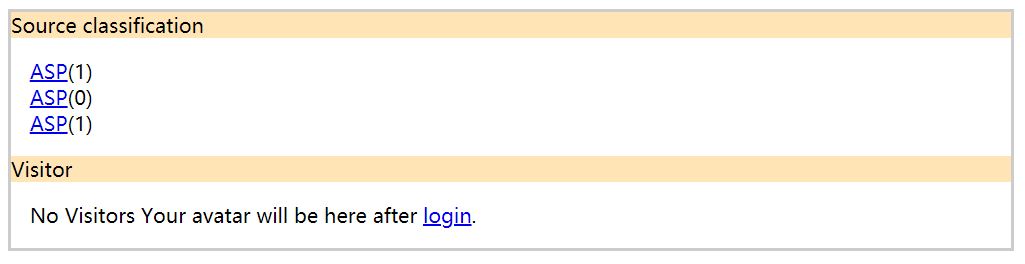 Source classification
ASP(1)
ASP(0)
ASP(1)
Visitor
No Visitors Your avatar will be here after login.